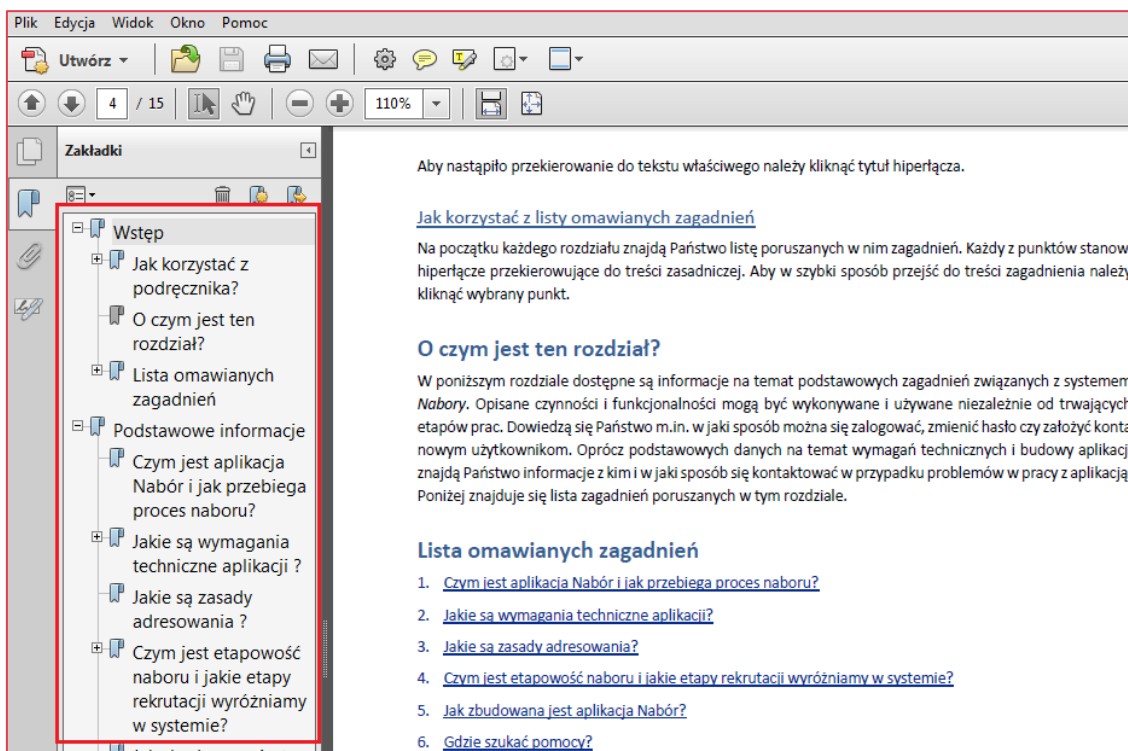 Plik Edycja Widok Okno Pomoc
Utwórz
4 / 15
110%
Zakładki
Wstęp
Jak korzystać z
podręcznika?
O czym jest ten
rozdział?
Lista omawianych
zagadnień
Podstawowe informacje
Czym jest aplikacja
Nabór i jak przebiega
proces naboru?
Jakie są wymagania
techniczne aplikacji ?
Jakie są zasady
adresowania ?
Czym jest etapowość
naboru i jakie etapy
rekrutacji wyróżniamy
w systemie?
Aby nastąpiło przekierowanie do tekstu właściwego należy kliknąć tytuł hiperłącza.
Jak korzystać z listy omawianych zagadnień
Na początku każdego rozdziału znajdą Państwo listę poruszanych w nim zagadnień. Każdy z punktów stanow
hiperłącze przekierowujące do treści zasadniczej. Aby w szybki sposób przejść do treści zagadnienia należy
kliknąć wybrany punkt.
O czym jest ten rozdział?
W poniższym rozdziale dostępne są informacje na temat podstawowych zagadnień związanych z systemem
Nabory. Opisane czynności i funkcjonalności mogą być wykonywane i używane niezależnie od trwających
etapów prac. Dowiedzą się Państwo m.in. w jaki sposób można się zalogować, zmienić hasło czy założyć konta
nowym użytkownikom. Oprócz podstawowych danych na temat wymagań technicznych i budowy aplikacj
znajdą Państwo informacje z kim i w jaki sposób się kontaktować w przypadku problemów w pracy z aplikacją
Poniżej znajduje się lista zagadnień poruszanych w tym rozdziale.
Lista omawianych zagadnień
1. Czym jest aplikacja Nabór i jak przebiega proces naboru?
2. Jakie są wymagania techniczne aplikacji?
3. Jakie są zasady adresowania?
4. Czym jest etapowość naboru i jakie etapy rekrutacji wyróżniamy w systemie?
5. Jak zbudowana jest aplikacja Nabór?
6. Gdzie szukać pomocy?